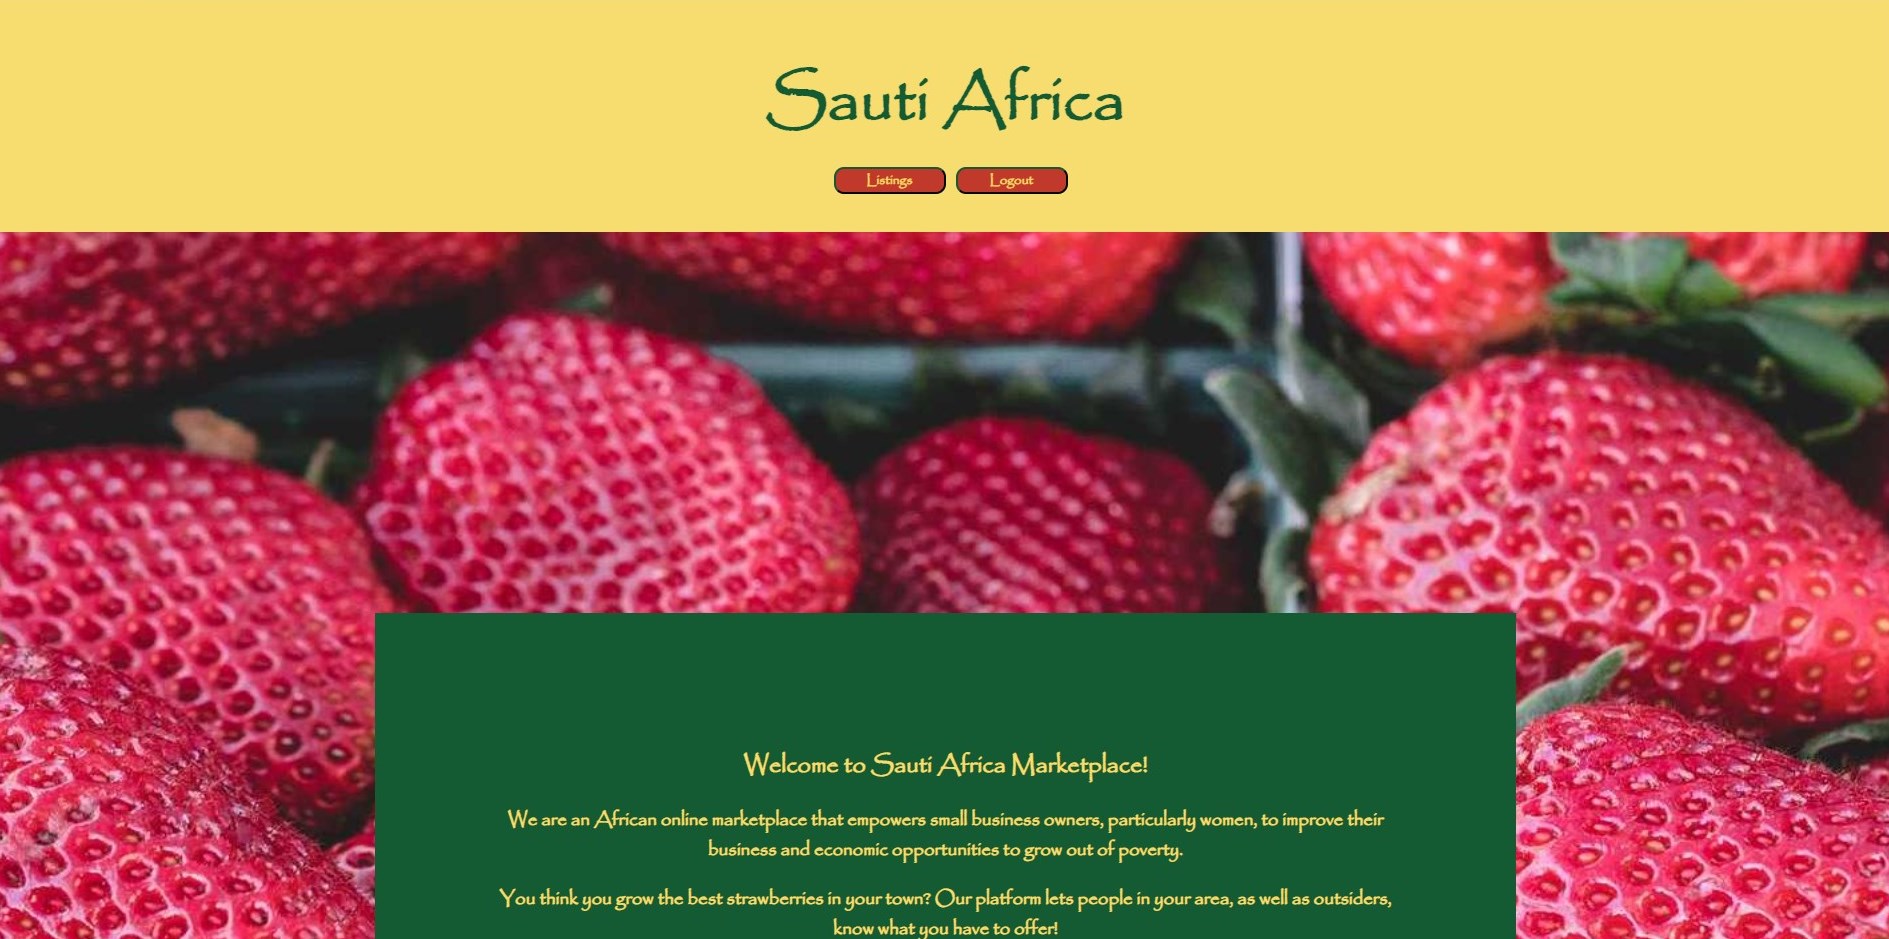 Sauti Africa
Listings
Logout
Welcome to Sauti Africa Marketplace!
We are an African online marketplace that empowers small business owners, particularly women, to improve their
business and economic opportunities to grow out of poverty.
You think you grow the best strawberries in your town? Our platform lets people in your area, as well as outsiders,
know what you have to offer!